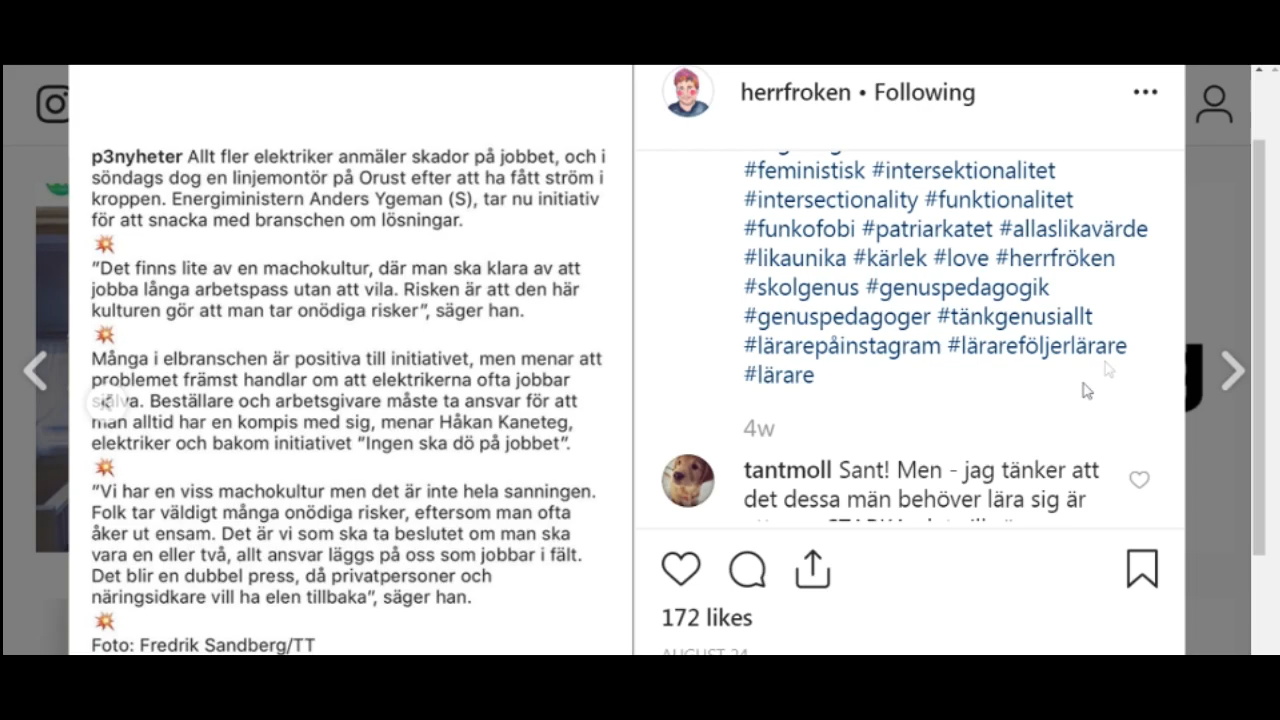 p3nyheter Allt fler elektriker anmäler skador på jobbet, och i
söndags dog en linjemontör på Orust efter att ha fått ström i
kroppen. Energiministern Anders Ygeman (S), tar nu initiativ
för att snacka med branschen om lösningar.
"Det finns lite av en machokultur, där man ska klara av att
jobba långa arbetspass utan att vila. Risken är att den här
kulturen gör att man tar onödiga risker", säger han.
Många i elbranschen är positiva till initiativet, men menar att
problemet främst handlar om att elektrikerna ofta jobbar
själva. Beställare och arbetsgivare måste ta ansvar för att
man alltid har en kompis med sig, menar Håkan Kaneteg,
elektriker och bakom initiativet "Ingen ska dö på jobbet".
"Vi har en viss machokultur men det är inte hela sanningen.
Folk tar väldigt många onödiga risker, eftersom man ofta
åker ut ensam. Det är vi som ska ta beslutet om man ska
vara en eller två, allt ansvar läggs på oss som jobbar i fält.
Det blir en dubbel press, då privatpersoner och
näringsidkare vill ha elen tillbaka", säger han.
Foto: Fredrik Sandberg/TT
herrfroken • Following
#feministisk #intersektionalitet
#intersectionality #funktionalitet
#funkofobi #patriarkatet #allaslikavärde
#likaunika #kärlek #love #herrfröken
#skolgenus #genuspedagogik
#genuspedagoger #tänkgenusiallt
#lärarepåinstagram #lärareföljerlärare
#lärare
4w
tantmoll Sant! Men - jag tänker att
det dessa män behöver lära sig är
172 likes
AUGUST 24